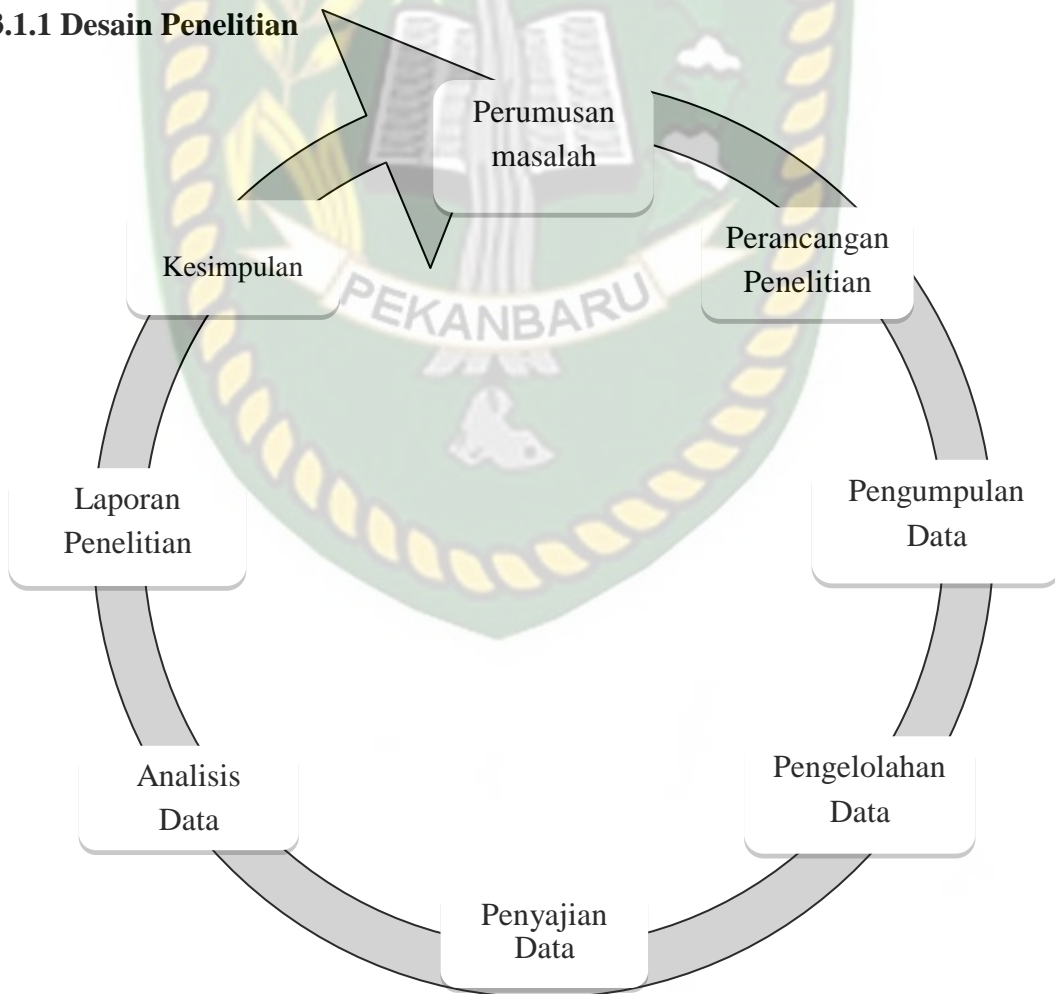 3.1.1 Desain Penelitian
Perumusan
masalah
Perancangan
Penelitian
Pengumpulan
Data
Pengelolahan
Data
Penyajian
Data
Analisis
Data
Laporan
Penelitian
Kesimpulan
PEKANBARU